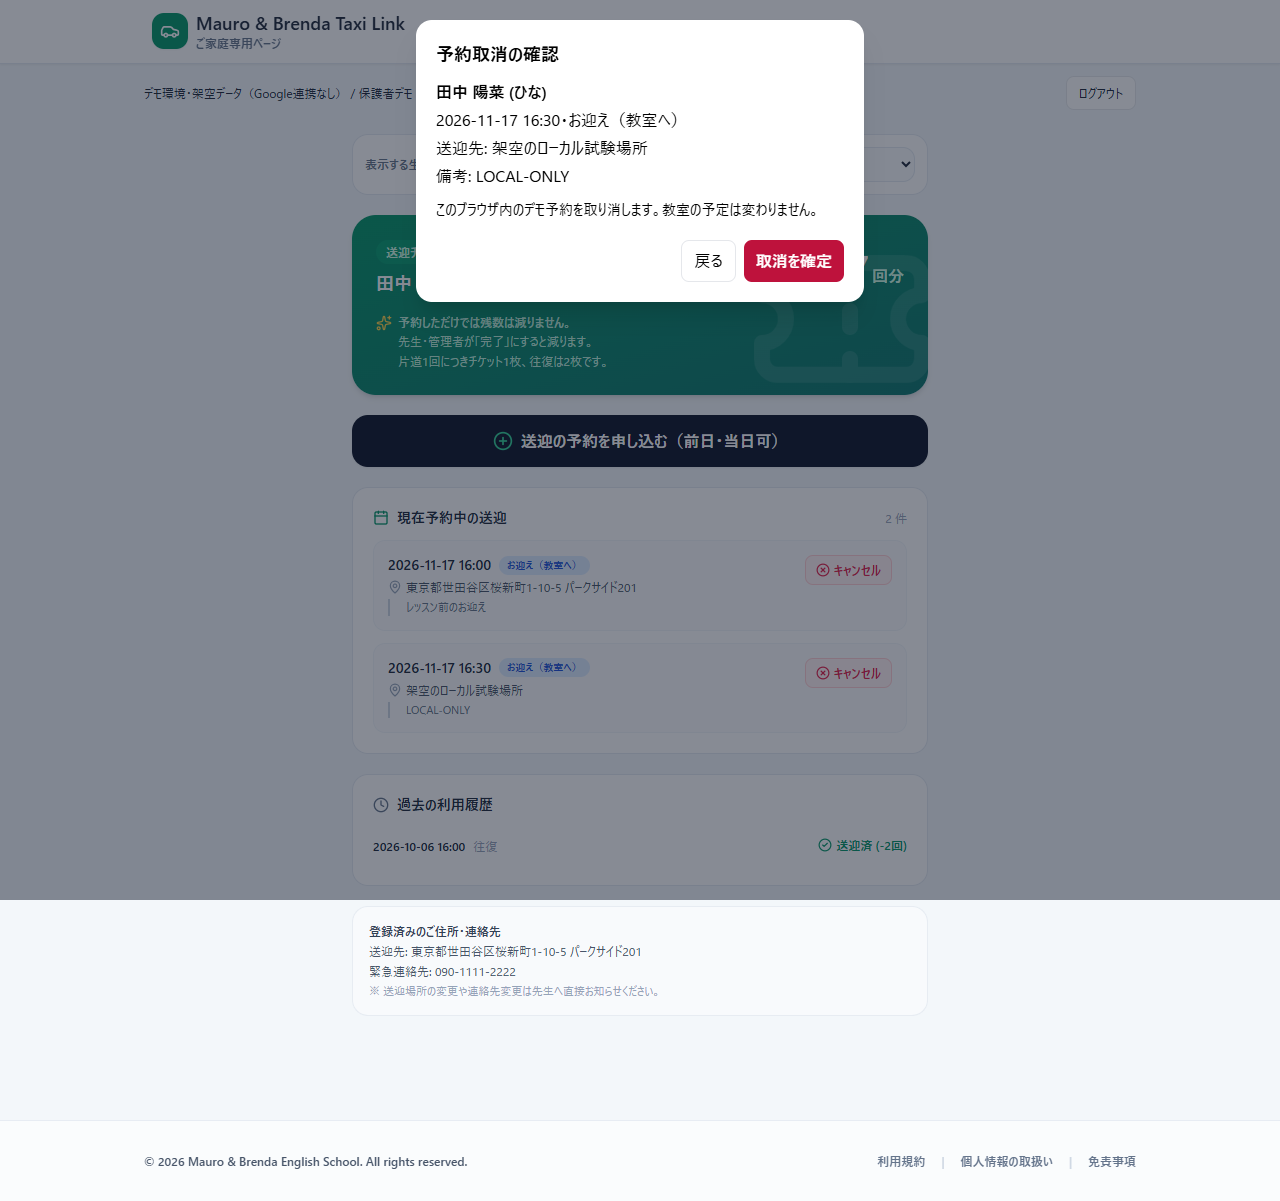 Mauro & Brenda Taxi Link
ご家庭専用ページ
デモ環境・架空データ（Google連携なし） / 保護者デモ
ログアウト
予約取消の確認
田中 陽菜 (ひな)
2026-11-17 16:30・お迎え（教室へ）
送迎先: 架空のローカル試験場所
備考: LOCAL-ONLY
このブラウザ内のデモ予約を取り消します。教室の予定は変わりません。
戻る
取消を確定
表示する
送迎
田中
回分
予約しただけでは残数は減りません。
先生・管理者が「完了」にすると減ります。
片道1回につきチケット1枚、往復は2枚です。
送迎の予約を申し込む（前日・当日可）
現在予約中の送迎
2 件
2026-11-17 16:00 お迎え（教室へ）
キャンセル
東京都世田谷区桜新町1-10-5 パークサイド201
レッスン前のお迎え
2026-11-17 16:30 お迎え（教室へ）
キャンセル
架空のローカル試験場所
LOCAL-ONLY
過去の利用履歴
2026-10-06 16:00 往復
送迎済 (-2回)
登録済みのご住所・連絡先
送迎先: 東京都世田谷区桜新町1-10-5 パークサイド201
緊急連絡先: 090-1111-2222
※ 送迎場所の変更や連絡先変更は先生へ直接お知らせください。
© 2026 Mauro & Brenda English School. All rights reserved.
利用規約 | 個人情報の取扱い | 免責事項